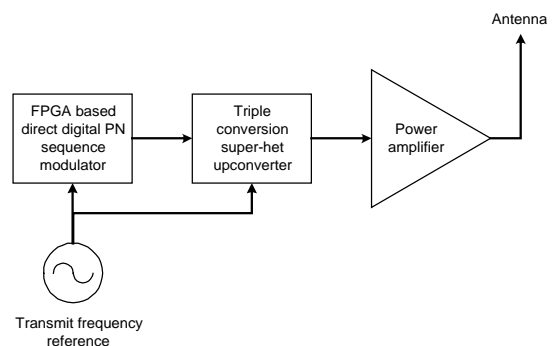 Antenna
FPGA based
direct digital PN
sequence
modulator
Triple
conversion
super-het
upconverter
Power
amplifier
Transmit frequency
reference